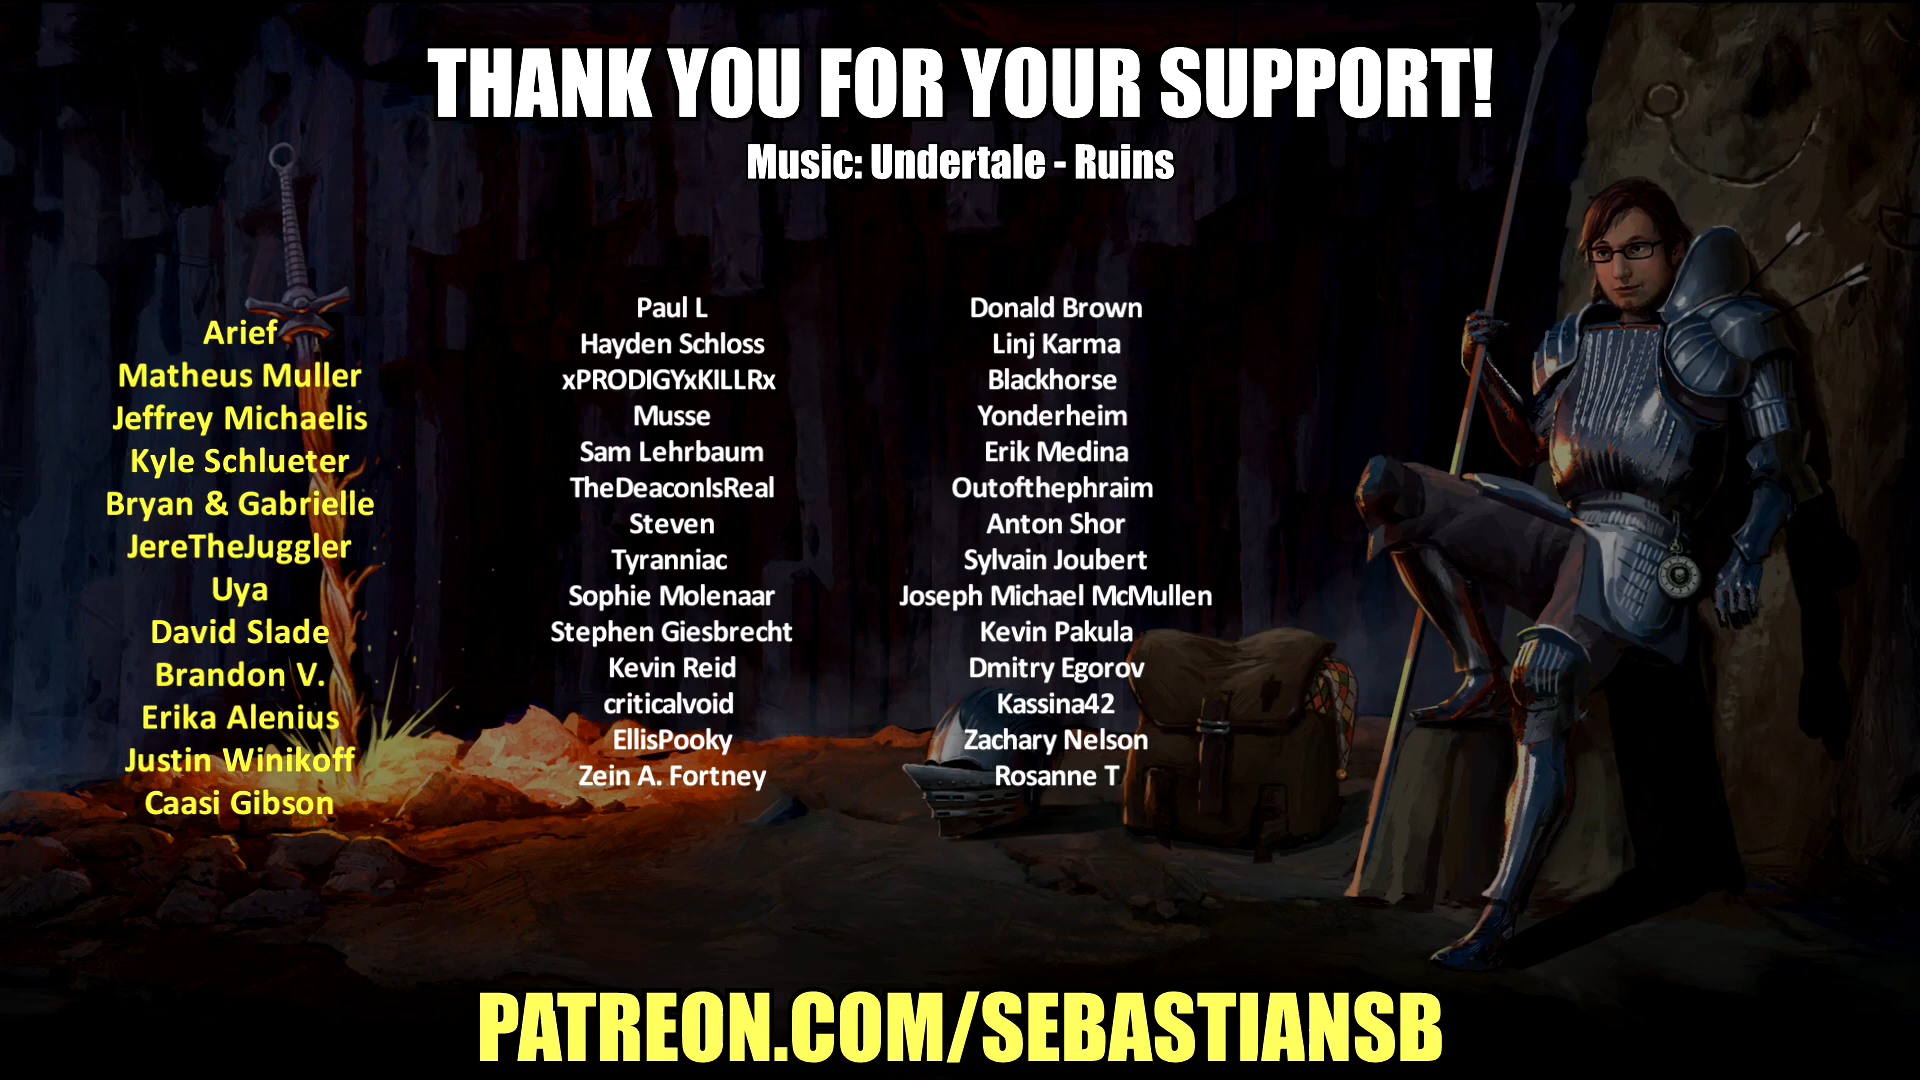 THANK YOU FOR YOUR SUPPORT!
Music: Undertale - Ruins
Arief
Matheus Muller
Jeffrey Michaelis
Kyle Schlueter
Bryan & Gabrielle
JereTheJuggler
Uya
David Slade
Brandon V.
Erika Alenius
Justin Winikoff
Caasi Gibson
Paul L
Hayden Schloss
xPRODIGYxKILLRx
Musse
Sam Lehrbaum
TheDeaconIsReal
Steven
Tyranniac
Sophie Molenaar
Stephen Giesbrecht
Kevin Reid
criticalvoid
EllisPooky
Zein A. Fortney
Donald Brown
Linj Karma
Blackhorse
Yonderheim
Erik Medina
Outofthephraim
Anton Shor
Sylvain Joubert
Joseph Michael McMullen
Kevin Pakula
Dmitry Egorov
Kassina42
Zachary Nelson
Rosanne T
PATREON.COM/SEBASTIANSB